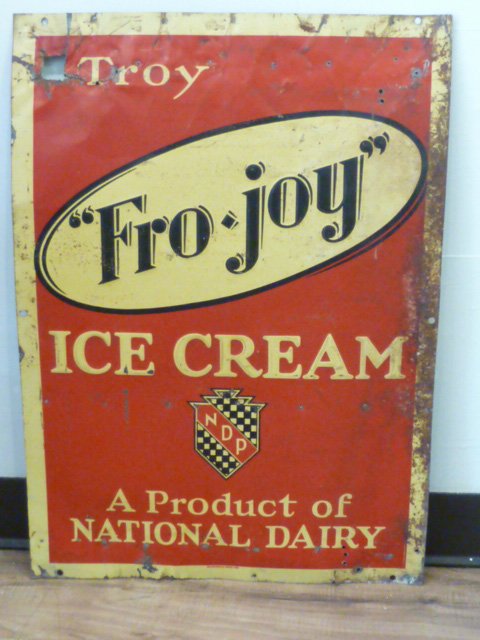 Troy
"Fro-joy"
ICE CREAM
NDP
A Product of
NATIONAL DAIRY